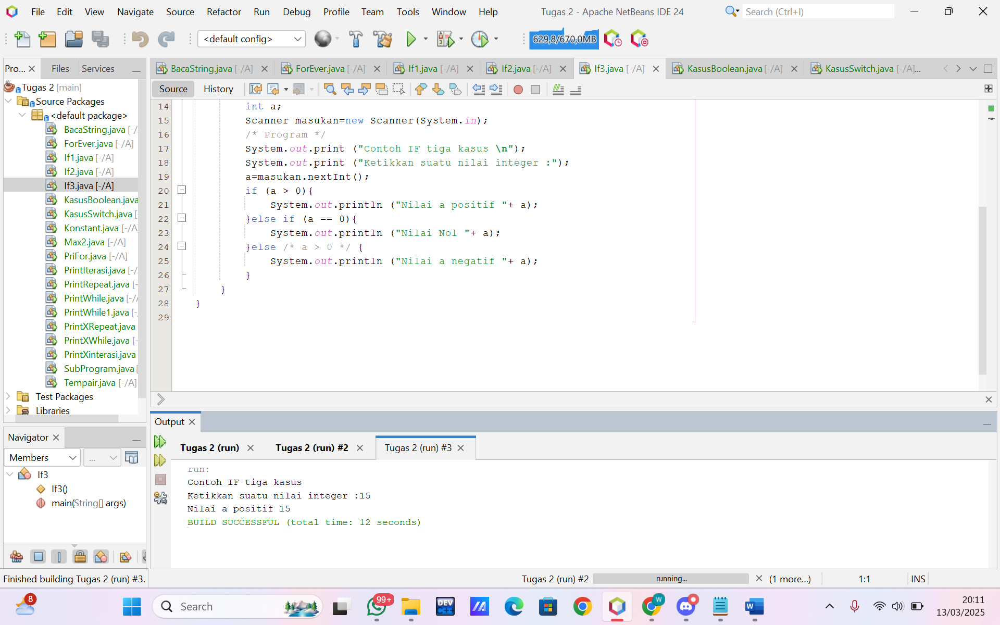 File Edit View Navigate Source Refactor Run Debug Profile Team Tools Window Help Tugas 2 - Apache NetBeans IDE 24 Search (Ctrl+I)
<default config> 629,8/670,0MB
Pro... Files Services
BacaString.java [-/A] ForEver.java [-/A] If1.java [-/A] If2.java [-/A] If3.java [-/A] KasusBoolean.java [-/A] KasusSwitch.java [-/A]...
Source History
Tugas 2 [main]
Source Packages
<default package>
BacaString.java [-/
ForEver.java [-/A]
If1.java [-/A]
If2.java [-/A]
If3.java [-/A]
KasusBoolean.java
KasusSwitch.java [
Konstant.java [-/A
Max2.java [-/A]
PriFor.java [-/A]
PrintIterasi.java [-/
PrintRepeat.java [-
PrintWhile.java [-/A
PrintWhile1.java [-
PrintXRepeat.java
PrintXWhile.java [-
PrintXinterasi.java
SubProgram.java [
Tempair.java [-/A]
Test Packages
Libraries
14 int a;
15 Scanner masukan=new Scanner(System.in);
16 /* Program */
17 System.out.print ("Contoh IF tiga kasus \n");
18 System.out.print ("Ketikkan suatu nilai integer :");
19 a=masukan.nextInt();
20 if (a > 0){
21 System.out.println ("Nilai a positif "+ a);
22 }else if (a == 0){
23 System.out.println ("Nilai Nol "+ a);
24 }else /* a > 0 */ {
25 System.out.println ("Nilai a negatif "+ a);
26 }
27 }
28 }
29
Navigator
Members ...
If3
If3()
main(String[] args)
Output
Tugas 2 (run) Tugas 2 (run) #2 Tugas 2 (run) #3
run:
Contoh IF tiga kasus
Ketikkan suatu nilai integer :15
Nilai a positif 15
BUILD SUCCESSFUL (total time: 12 seconds)
Finished building Tugas 2 (run) #3. Tugas 2 (run) #2 running... (1 more...) 1:1 INS
8 Search 99+ DEV C++ W W 20:11
13/03/2025